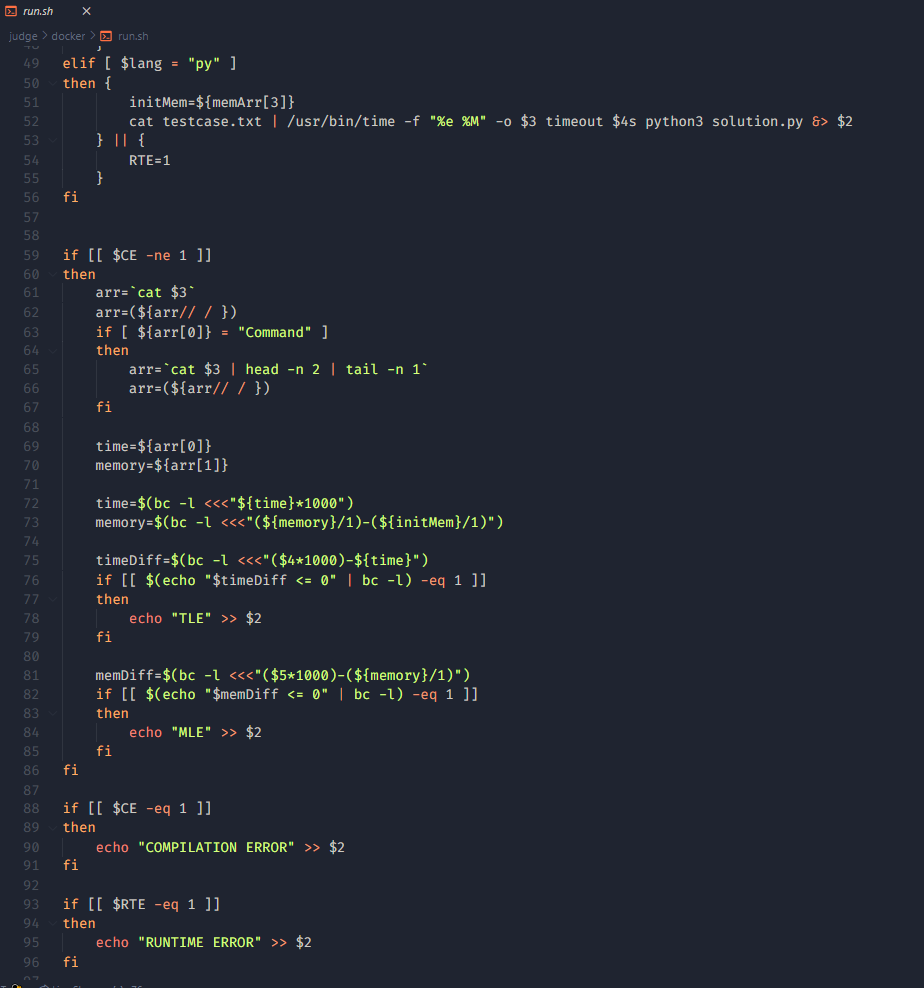 run.sh
judge > docker > run.sh
48 }
49 elif [ $lang = "py" ]
50 then {
51 initMem=${memArr[3]}
52 cat testcase.txt | /usr/bin/time -f "%e %M" -o $3 timeout $4s python3 solution.py &> $2
53 } || {
54 RTE=1
55 }
56 fi
57
58
59 if [[ $CE -ne 1 ]]
60 then
61 arr=`cat $3`
62 arr=(${arr// / })
63 if [ ${arr[0]} = "Command" ]
64 then
65 arr=`cat $3 | head -n 2 | tail -n 1`
66 arr=(${arr// / })
67 fi
68
69 time=${arr[0]}
70 memory=${arr[1]}
71
72 time=$(bc -l <<<"${time}*1000")
73 memory=$(bc -l <<<"(${memory}/1)-(${initMem}/1)")
74
75 timeDiff=$(bc -l <<<"($4*1000)-${time}")
76 if [[ $(echo "$timeDiff <= 0" | bc -l) -eq 1 ]]
77 then
78 echo "TLE" >> $2
79 fi
80
81 memDiff=$(bc -l <<<"($5*1000)-(${memory}/1)")
82 if [[ $(echo "$memDiff <= 0" | bc -l) -eq 1 ]]
83 then
84 echo "MLE" >> $2
85 fi
86 fi
87
88 if [[ $CE -eq 1 ]]
89 then
90 echo "COMPILATION ERROR" >> $2
91 fi
92
93 if [[ $RTE -eq 1 ]]
94 then
95 echo "RUNTIME ERROR" >> $2
96 fi
97